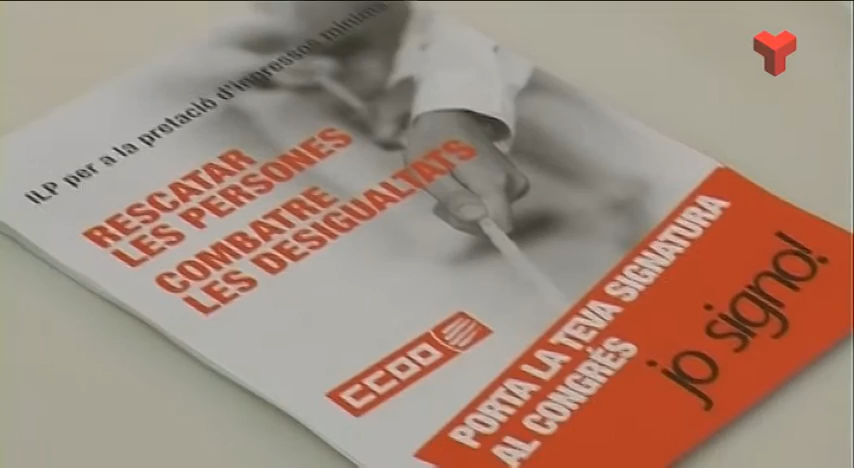 ILP per a la pretació d'ingressos mínims
RESCATAR
LES PERSONES
COMBATRE
LES DESIGUALTATS
CCOO
PORTA LA TEVA SIGNATURA
AL CONGRÉS
jo signo!